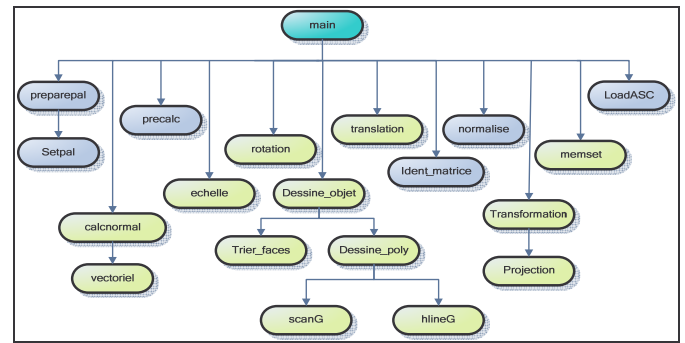 main
preparepal
precalc
LoadASC
translation
normalise
Setpal
rotation
memset
Ident_matrice
echelle
Dessine_objet
Transformation
calcnormal
Trier_faces
Dessine_poly
Projection
vectoriel
scanG
hlineG